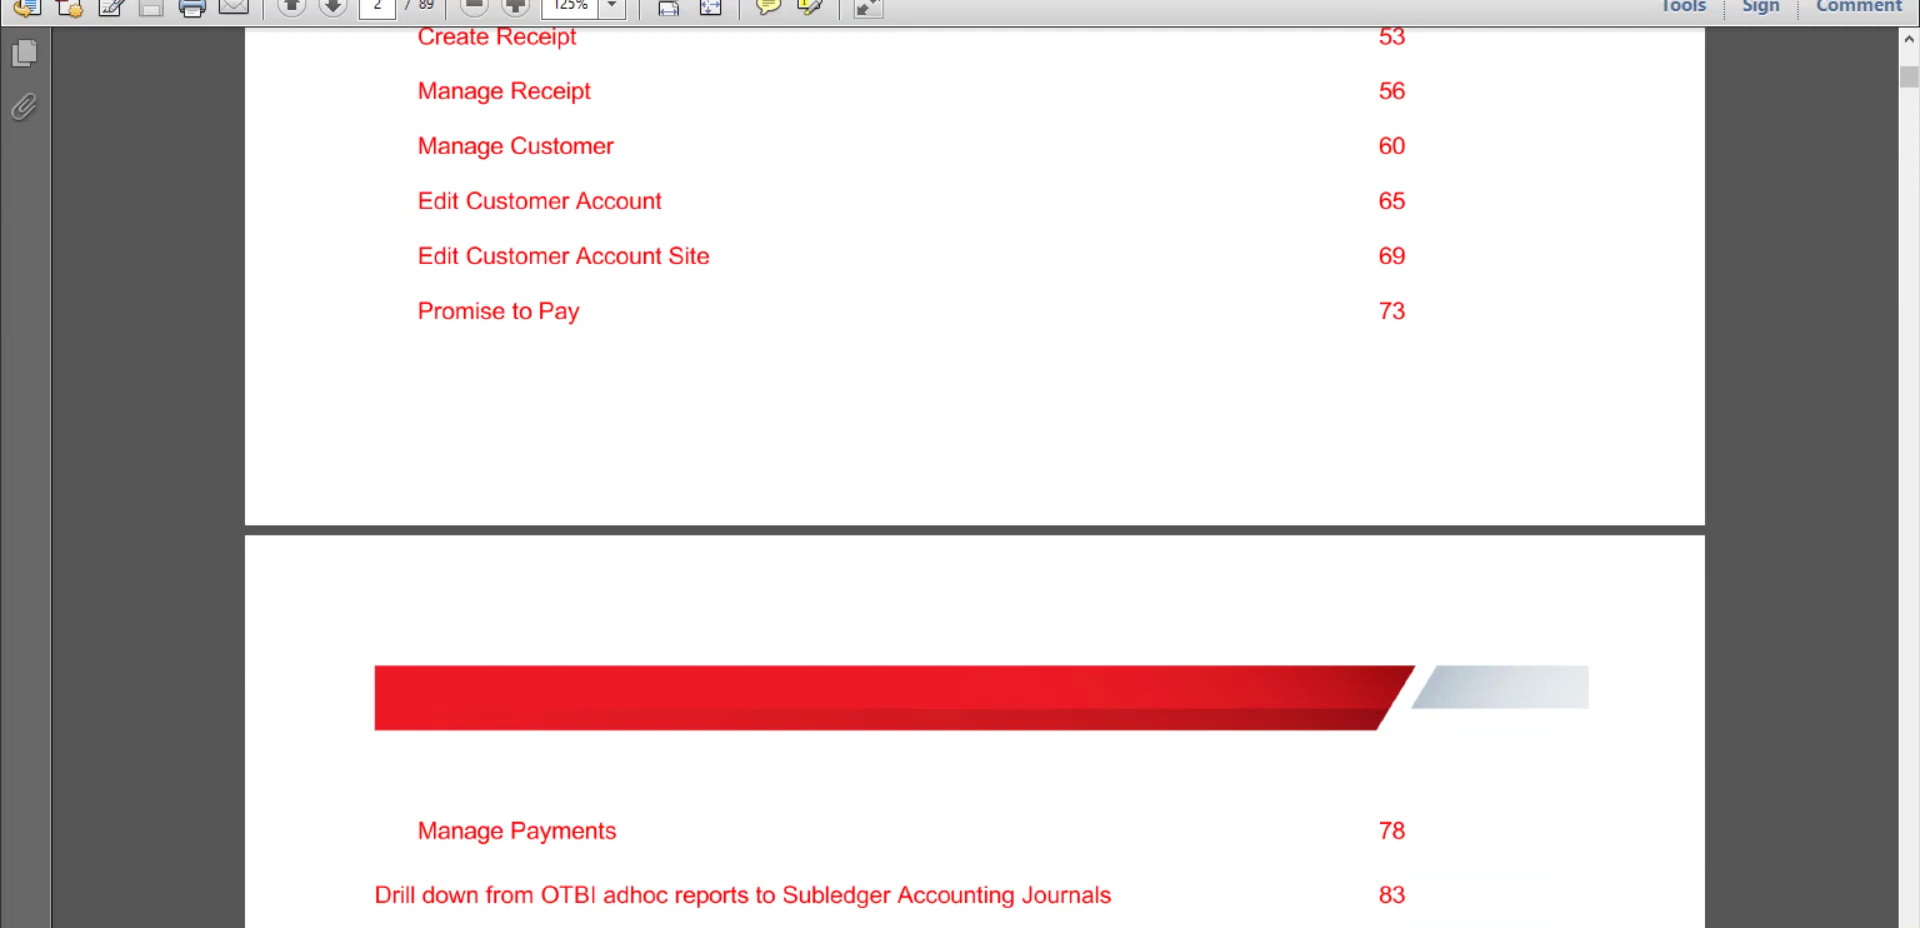 2 / 89 125% Tools Sign Comment
Create Receipt 53
Manage Receipt 56
Manage Customer 60
Edit Customer Account 65
Edit Customer Account Site 69
Promise to Pay 73
Manage Payments 78
Drill down from OTBI adhoc reports to Subledger Accounting Journals 83